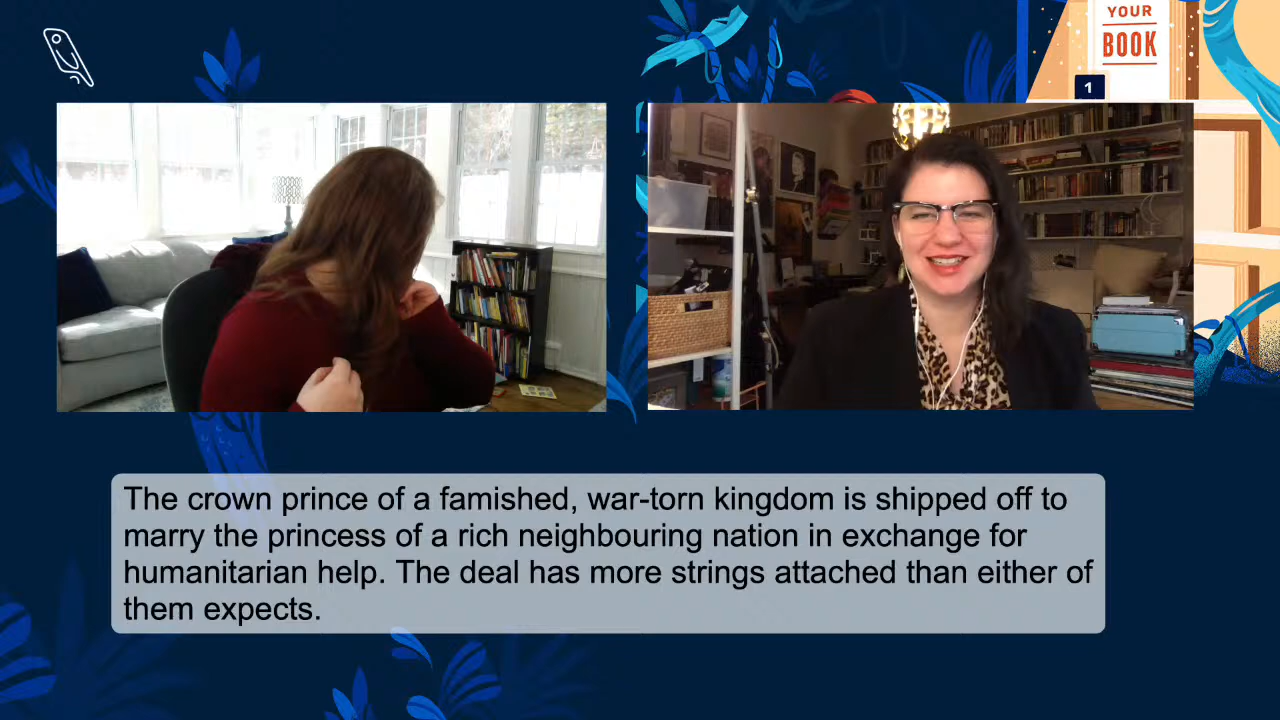 YOUR
BOOK
1
The crown prince of a famished, war-torn kingdom is shipped off to
marry the princess of a rich neighbouring nation in exchange for
humanitarian help. The deal has more strings attached than either of
them expects.